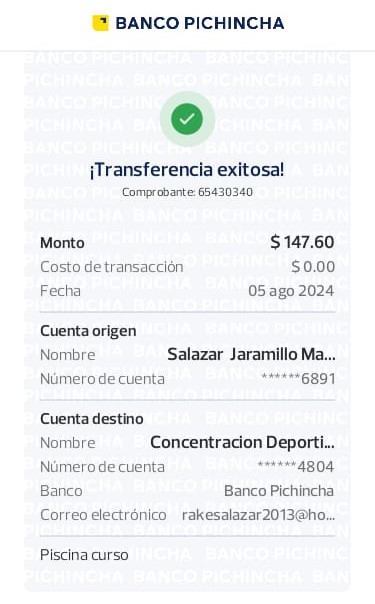 BANCO PICHINCHA
¡Transferencia exitosa!
Comprobante: 65430340
Monto $ 147.60
Costo de transacción $ 0.00
Fecha 05 ago 2024
Cuenta origen
Nombre Salazar Jaramillo Ma...
Número de cuenta ******6891
Cuenta destino
Nombre Concentracion Deporti...
Número de cuenta ******4804
Banco Banco Pichincha
Correo electrónico rakesalazar2013@ho...
Piscina curso